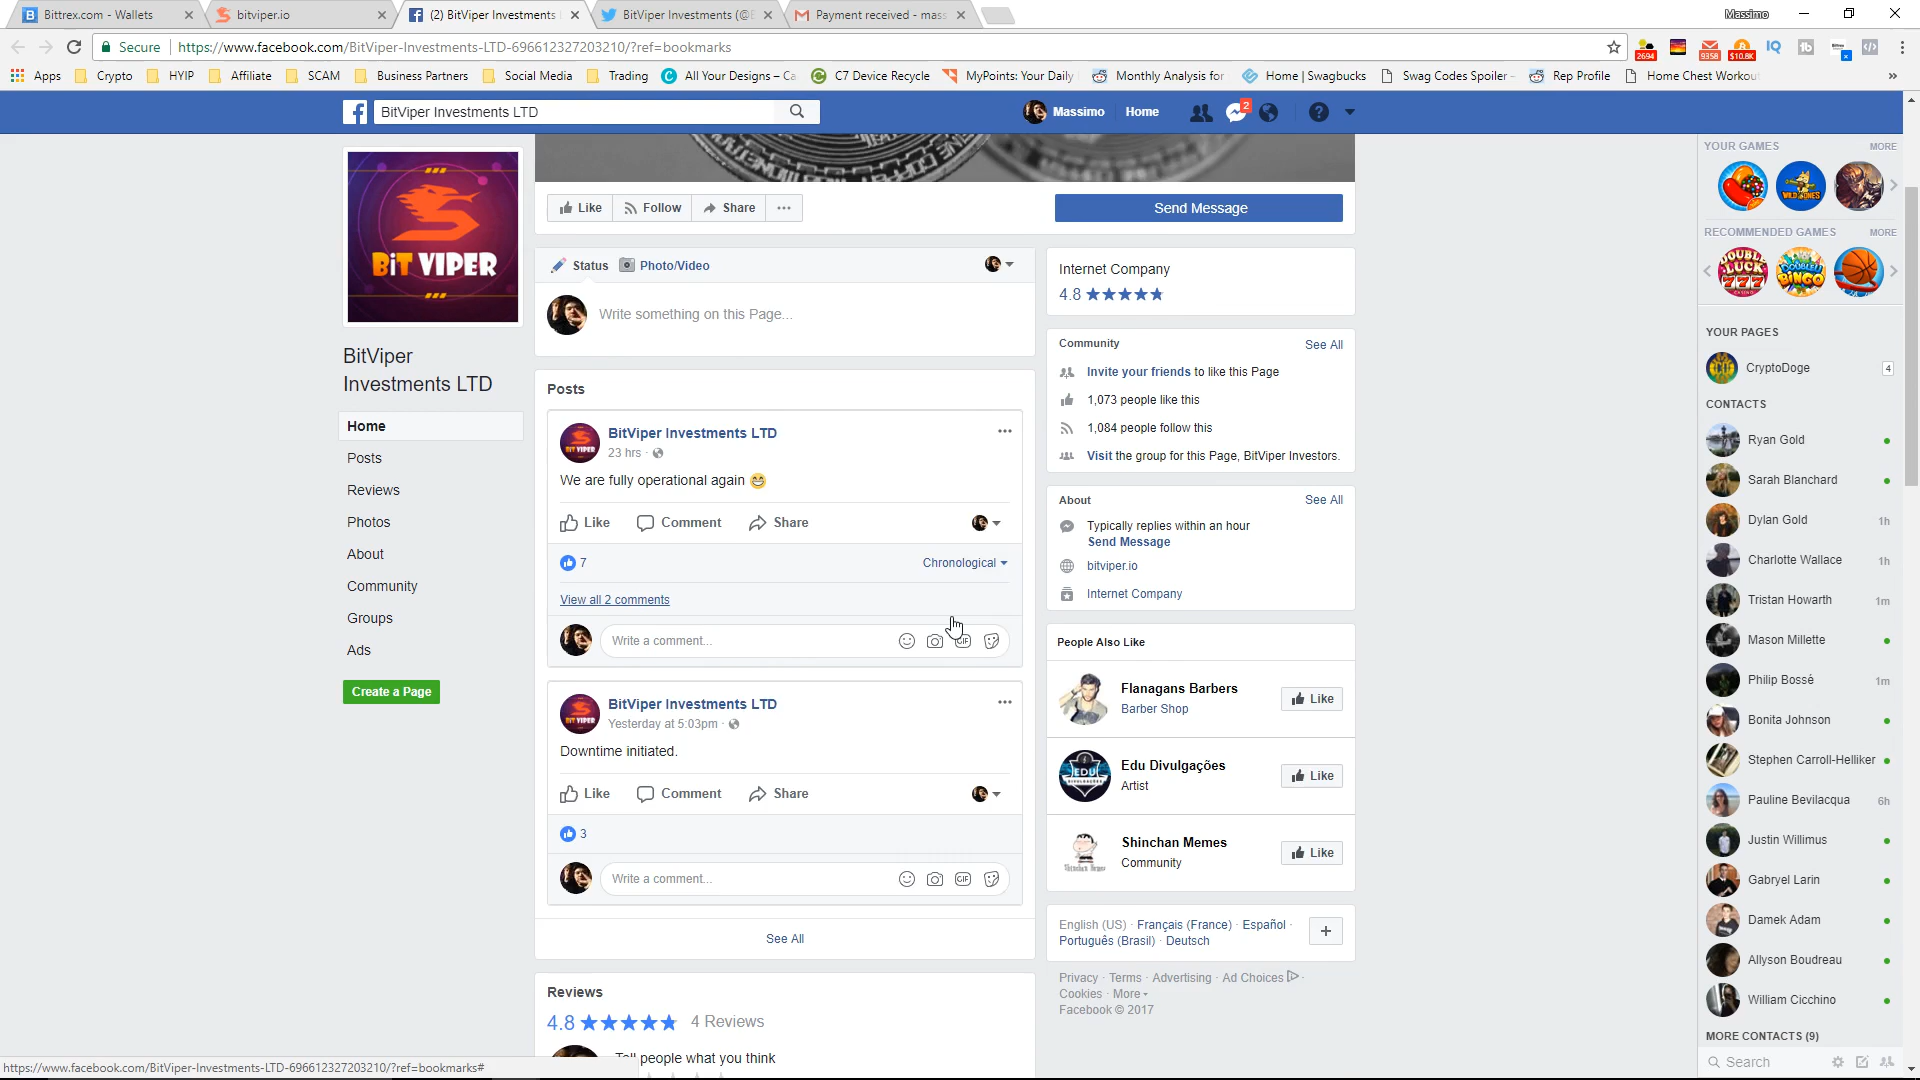 Bittrex.com - Wallets
bitviper.io
(2) BitViper Investments
BitViper Investments (@
Payment received - mas
Massimo
Secure
https://www.facebook.com/BitViper-Investments-LTD-696612327203210/?ref=bookmarks
2694
9358
$10.8K
Apps
Crypto
HYIP
Affiliate
SCAM
Business Partners
Social Media
Trading
All Your Designs – Ca
C7 Device Recycle
MyPoints: Your Daily
Monthly Analysis for
Home | Swagbucks
Swag Codes Spoiler -
Rep Profile
Home Chest Workou
»
BitViper Investments LTD
Massimo
Home
2
BiT VIPER
BitViper
Investments LTD
Home
Posts
Reviews
Photos
About
Community
Groups
Ads
Create a Page
Like
Follow
Share
Send Message
Status
Photo/Video
Write something on this Page...
Posts
BitViper Investments LTD
23 hrs ·
We are fully operational again
Like
Comment
Share
7
Chronological
View all 2 comments
Write a comment...
GIF
BitViper Investments LTD
Yesterday at 5:03pm ·
Downtime initiated.
Like
Comment
Share
3
Write a comment...
GIF
See All
Reviews
4.8
4 Reviews
people what you think
Internet Company
4.8
Community
See All
Invite your friends to like this Page
1,073 people like this
1,084 people follow this
Visit the group for this Page, BitViper Investors.
About
See All
Typically replies within an hour
Send Message
bitviper.io
Internet Company
People Also Like
Flanagans Barbers
Barber Shop
Like
Edu Divulgações
Artist
Like
Shinchan Memes
Community
Like
English (US) · Français (France) · Español ·
Português (Brasil) · Deutsch
+
Privacy · Terms · Advertising · Ad Choices ·
Cookies · More
Facebook © 2017
YOUR GAMES
MORE
RECOMMENDED GAMES
MORE
YOUR PAGES
CryptoDoge
4
CONTACTS
Ryan Gold
Sarah Blanchard
Dylan Gold
1h
Charlotte Wallace
1h
Tristan Howarth
1m
Mason Millette
Philip Bossé
1m
Bonita Johnson
Stephen Carroll-Helliker
Pauline Bevilacqua
6h
Justin Willimus
Gabryel Larin
Damek Adam
Allyson Boudreau
William Cicchino
MORE CONTACTS (9)
Search
https://www.facebook.com/BitViper-Investments-LTD-696612327203210/?ref=bookmarks#